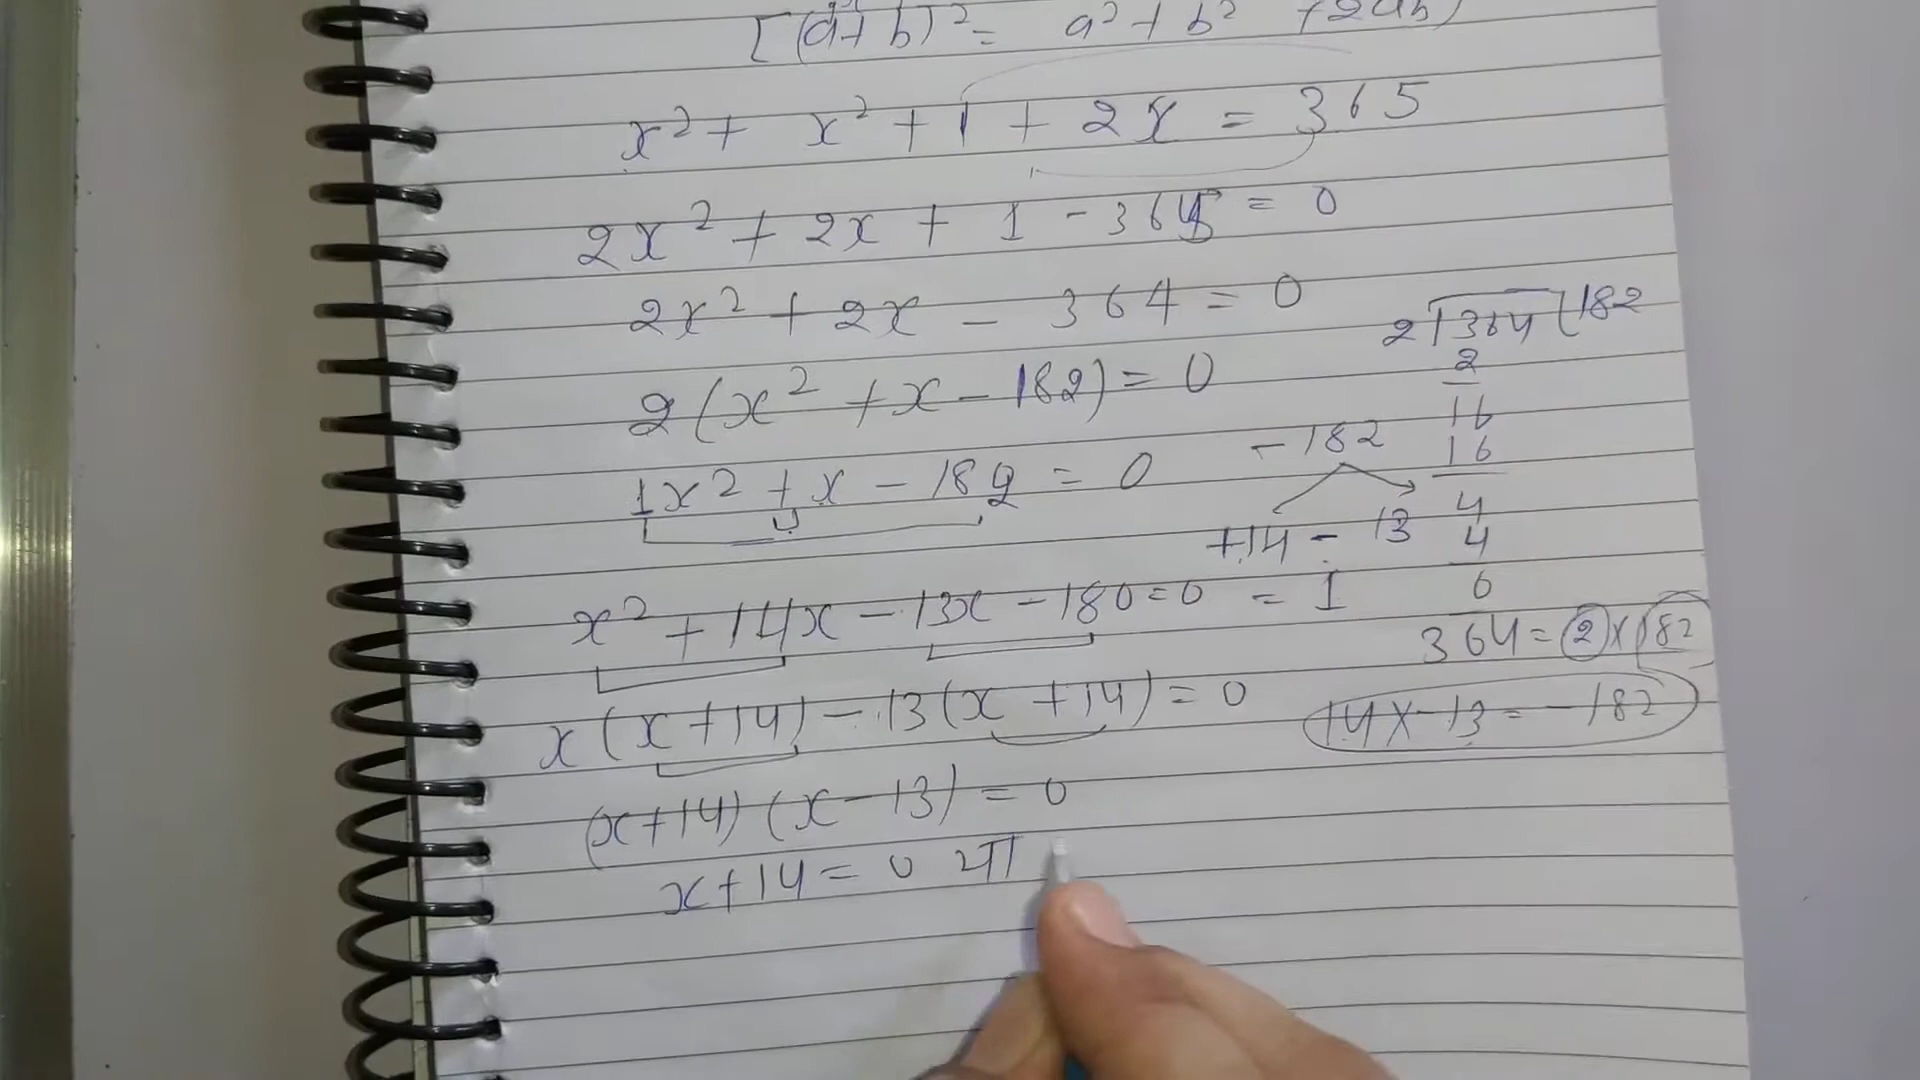 [(a+b)² = a² + b² + 2ab)
x² + x² + 1 + 2x = 365
2x² + 2x + 1 - 365 = 0
2x² + 2x - 364 = 0
2(x² + x - 182) = 0
1x² + x - 182 = 0
x² + 14x - 13x - 180 = 0
x(x + 14) - 13(x + 14) = 0
(x+14) (x - 13) = 0
x + 14 = 0 या
2)364(182
2
16
16
4
4
0
- 182
+14 - 13
= 1
364 = 2 x 182
14 x - 13 = - 182